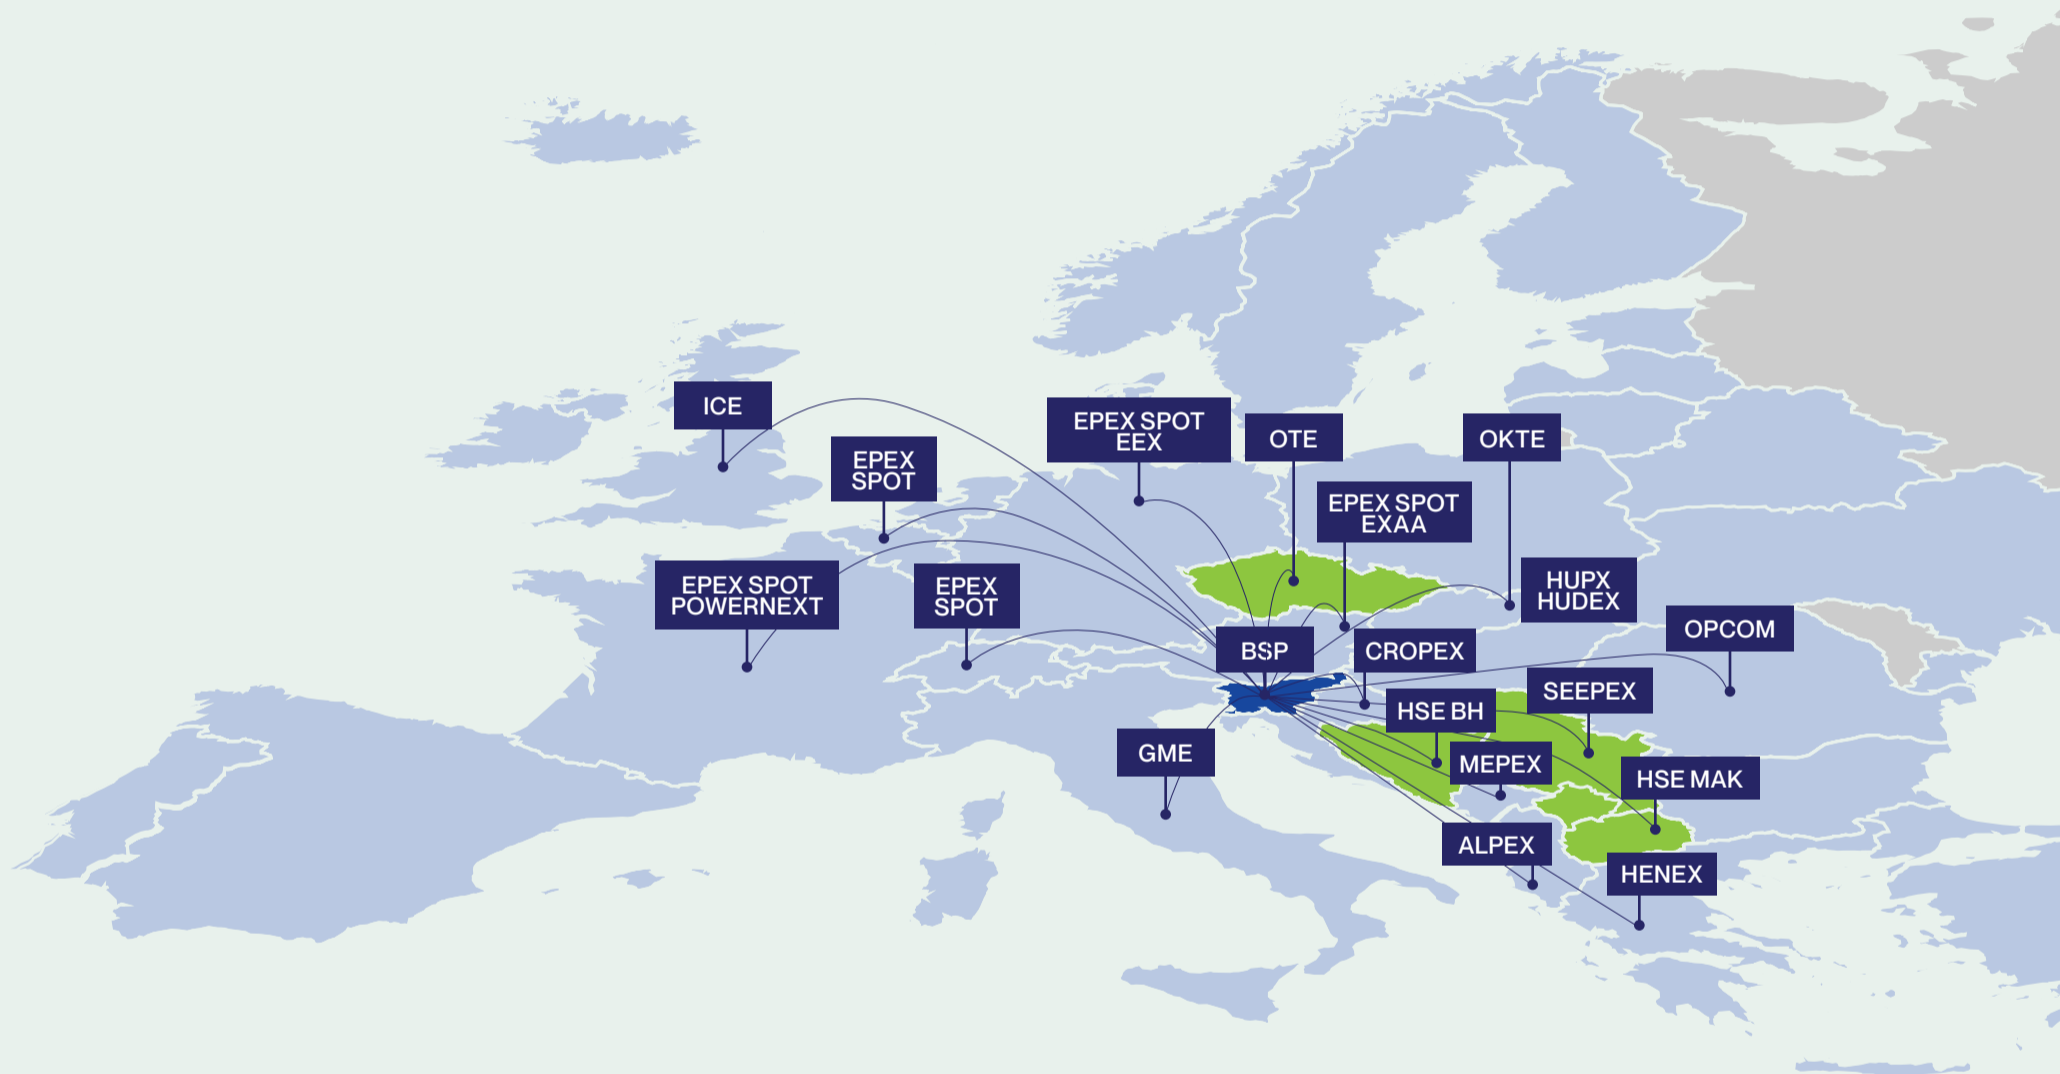 ICE
EPEX SPOT
EEX
OTE
OKTE
EPEX
SPOT
EPEX SPOT
EXAA
EPEX SPOT
POWERNEXT
EPEX
SPOT
HUPX
HUDEX
OPCOM
BSP
CROPEX
SEEPEX
HSE BH
GME
MEPEX
HSE MAK
ALPEX
HENEX